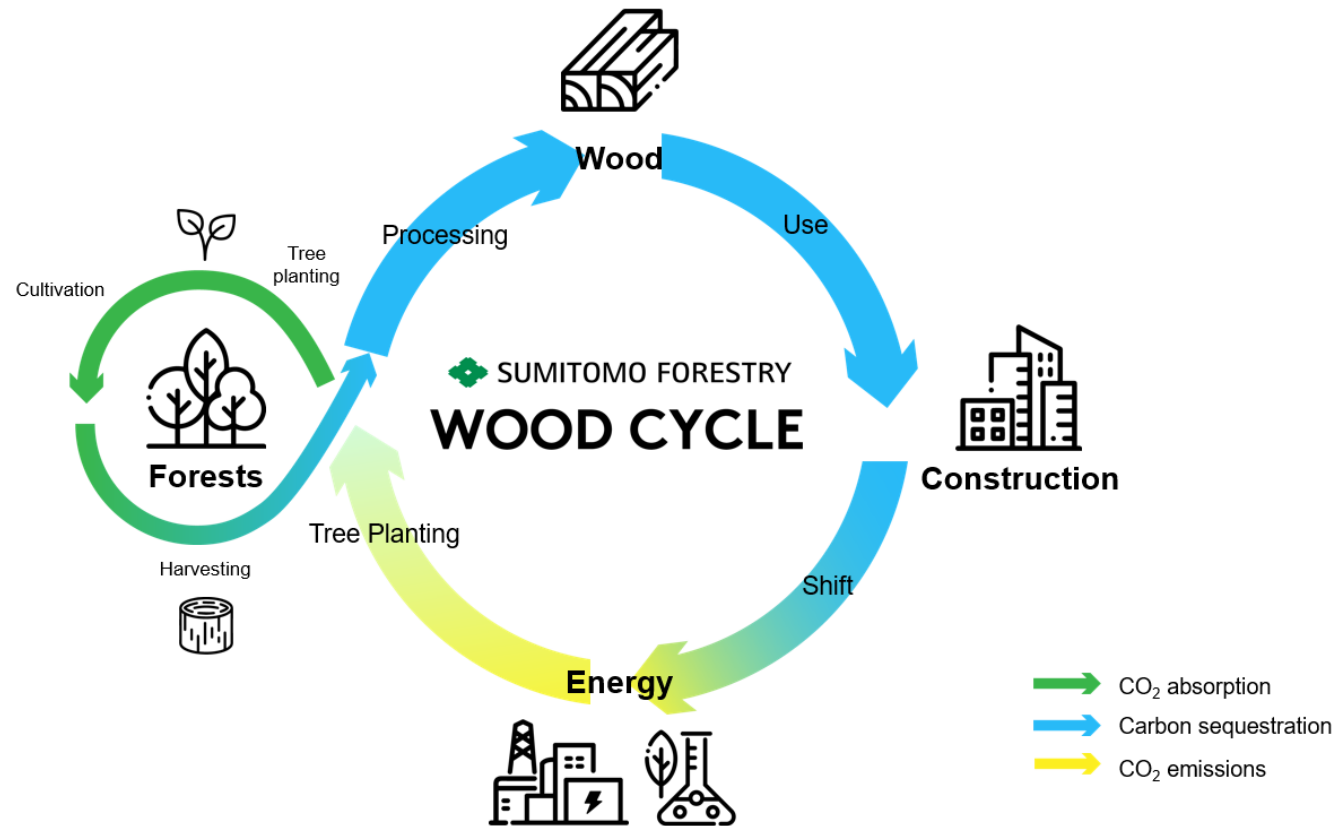 Wood
Processing
Use
Tree
planting
Cultivation
SUMITOMO FORESTRY
WOOD CYCLE
Forests
Construction
Harvesting
Tree Planting
Shift
Energy
CO₂ absorption
Carbon sequestration
CO₂ emissions